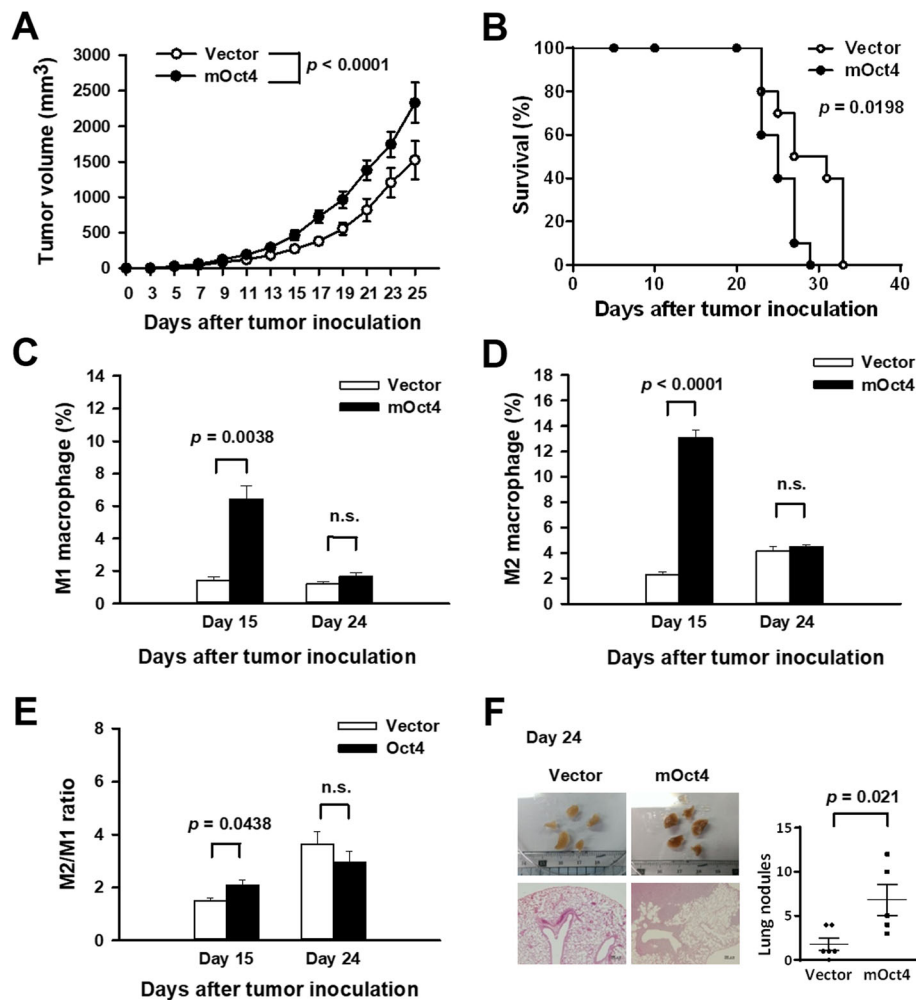 A
Tumor volume (mm3)
3000
2500
2000
1500
1000
500
0
Vector
mOct4
p < 0.0001
0 3 5 7 9 11 13 15 17 19 21 23 25
Days after tumor inoculation
B
Survival (%)
100
80
60
40
20
0
Vector
mOct4
p = 0.0198
0 10 20 30 40
Days after tumor inoculation
C
M1 macrophage (%)
14
12
10
8
6
4
2
0
Vector
mOct4
p = 0.0038
n.s.
Day 15 Day 24
Days after tumor inoculation
D
M2 macrophage (%)
18
16
14
12
10
8
6
4
2
0
Vector
mOct4
p < 0.0001
n.s.
Day 15 Day 24
Days after tumor inoculation
E
M2/M1 ratio
8
6
4
2
0
Vector
Oct4
p = 0.0438
n.s.
Day 15 Day 24
Days after tumor inoculation
F
Day 24
Vector mOct4
p = 0.021
Lung nodules
15
10
5
0
Vector mOct4